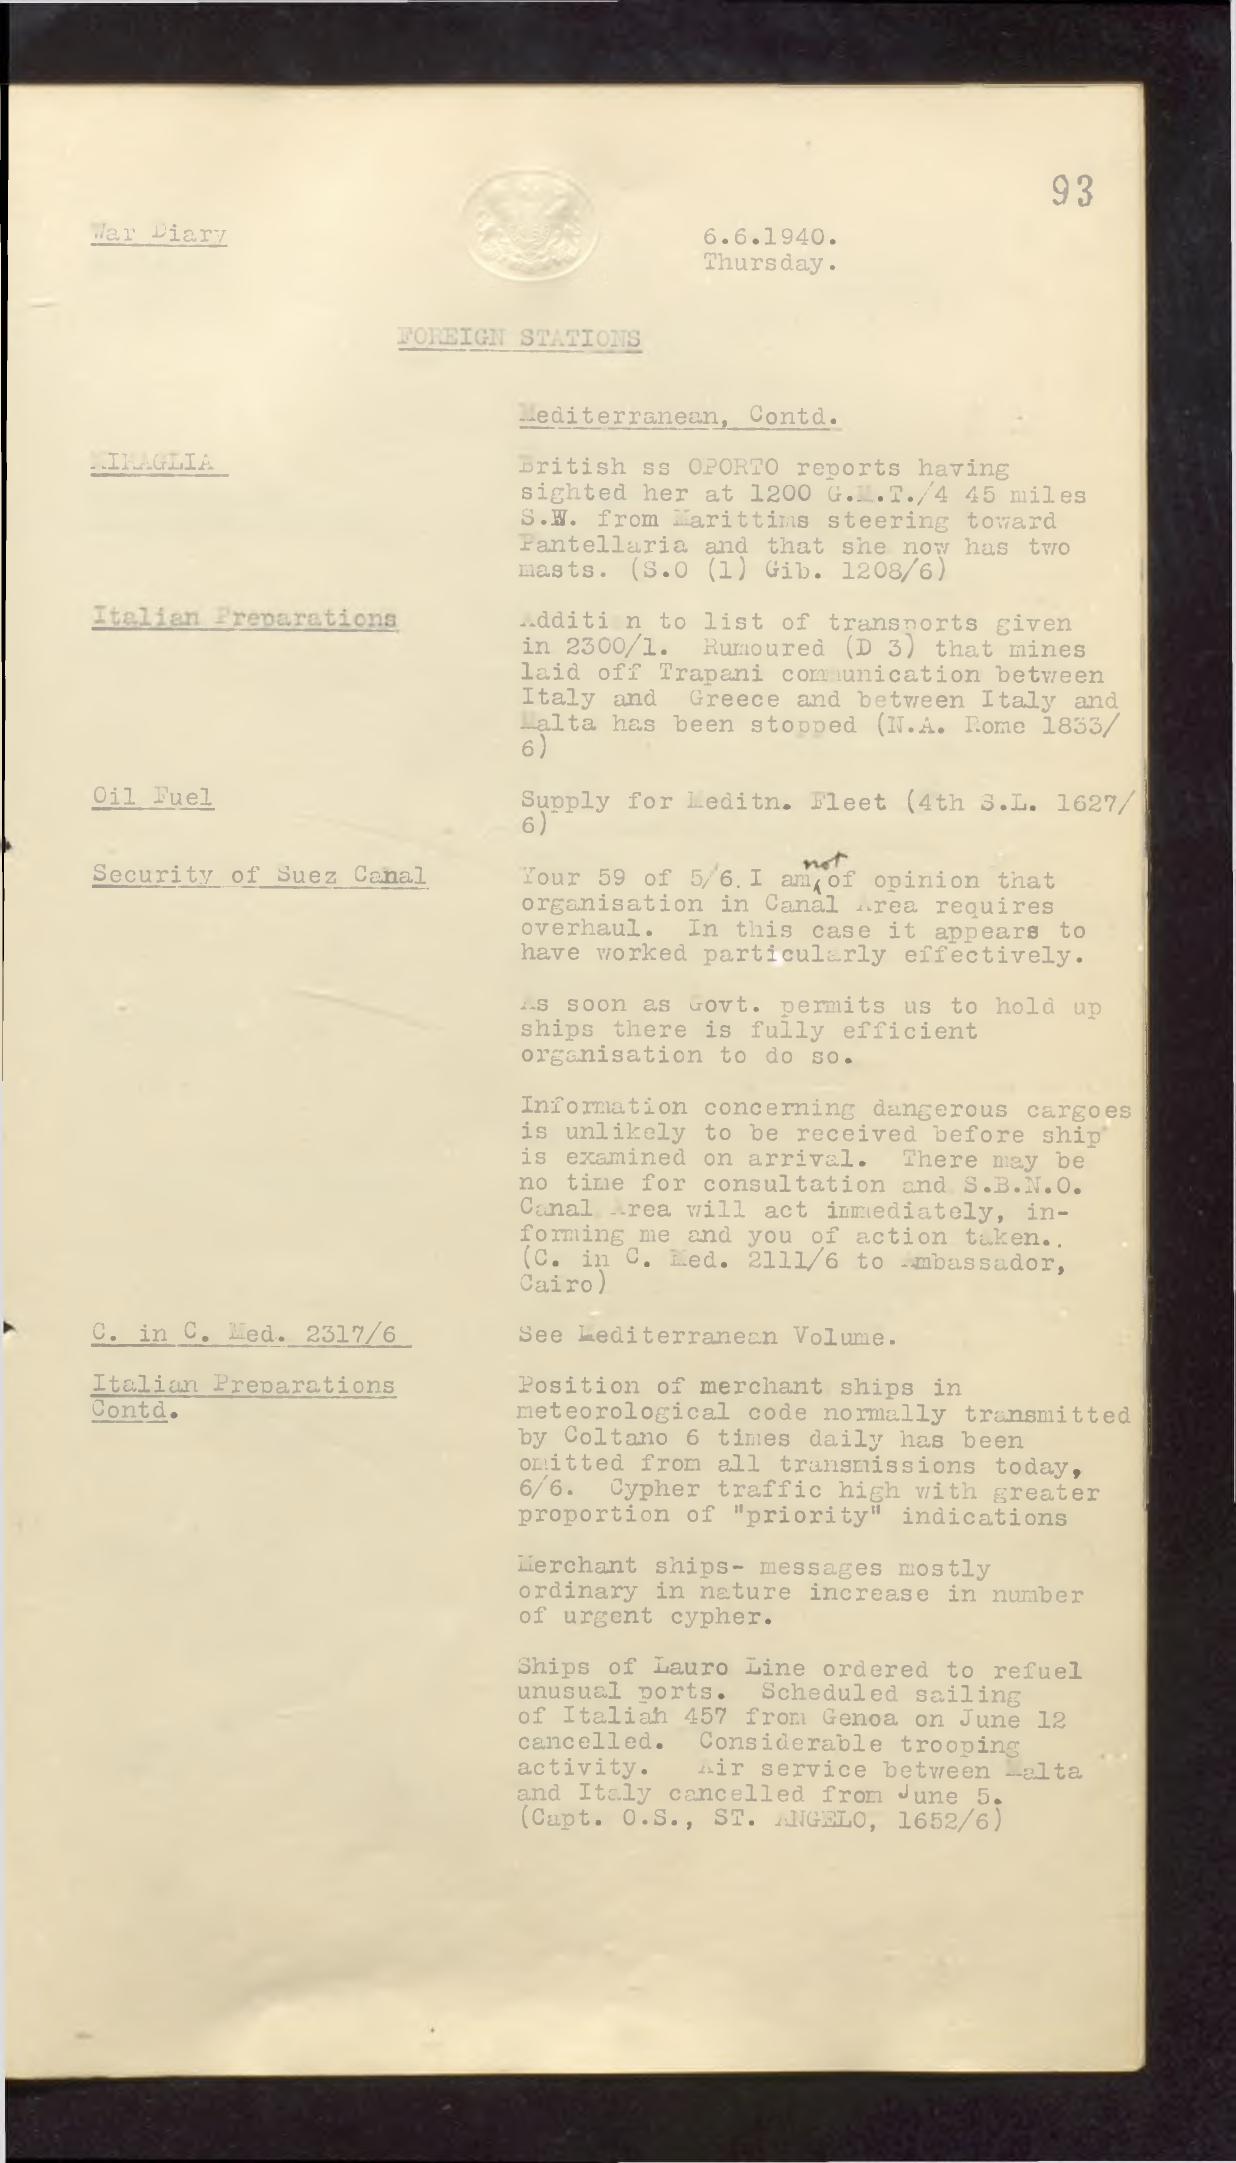 93
War Diary
6.6.1940.
Thursday.
FOREIGN STATIONS
Mediterranean, Contd.
MIRAGLIA
British ss OPORTO reports having
sighted her at 1200 G.M.T./4 45 miles
S.W. from Marittims steering toward
Pantellaria and that she now has two
masts. (S.O (1) Gib. 1208/6)
Italian Preparations
Additi n to list of transports given
in 2300/1. Rumoured (D 3) that mines
laid off Trapani communication between
Italy and Greece and between Italy and
Malta has been stopped (N.A. Rome 1833/
6)
Oil Fuel
Supply for Meditn. Fleet (4th S.L. 1627/
6)
Security of Suez Canal
Your 59 of 5/6. I am not of opinion that
organisation in Canal Area requires
overhaul. In this case it appears to
have worked particularly effectively.
As soon as Govt. permits us to hold up
ships there is fully efficient
organisation to do so.
Information concerning dangerous cargoes
is unlikely to be received before ship
is examined on arrival. There may be
no time for consultation and S.B.N.O.
Canal Area will act immediately, in-
forming me and you of action taken..
(C. in C. Med. 2111/6 to Ambassador,
Cairo)
C. in C. Med. 2317/6
See Mediterranean Volume.
Italian Preparations
Contd.
Position of merchant ships in
meteorological code normally transmitted
by Coltano 6 times daily has been
omitted from all transmissions today,
6/6. Cypher traffic high with greater
proportion of "priority" indications
Merchant ships- messages mostly
ordinary in nature increase in number
of urgent cypher.
Ships of Lauro Line ordered to refuel
unusual ports. Scheduled sailing
of Italiah 457 from Genoa on June 12
cancelled. Considerable trooping
activity. Air service between Malta
and Italy cancelled from June 5.
(Capt. O.S., ST. ANGELO, 1652/6)